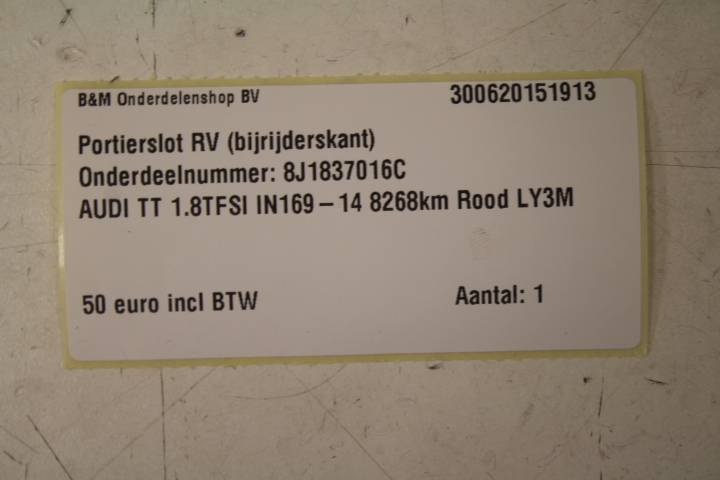 B&M Onderdelenshop BV 300620151913
Portierslot RV (bijrijderskant)
Onderdeelnummer: 8J1837016C
AUDI TT 1.8TFSI IN169-14 8268km Rood LY3M
50 euro incl BTW Aantal: 1